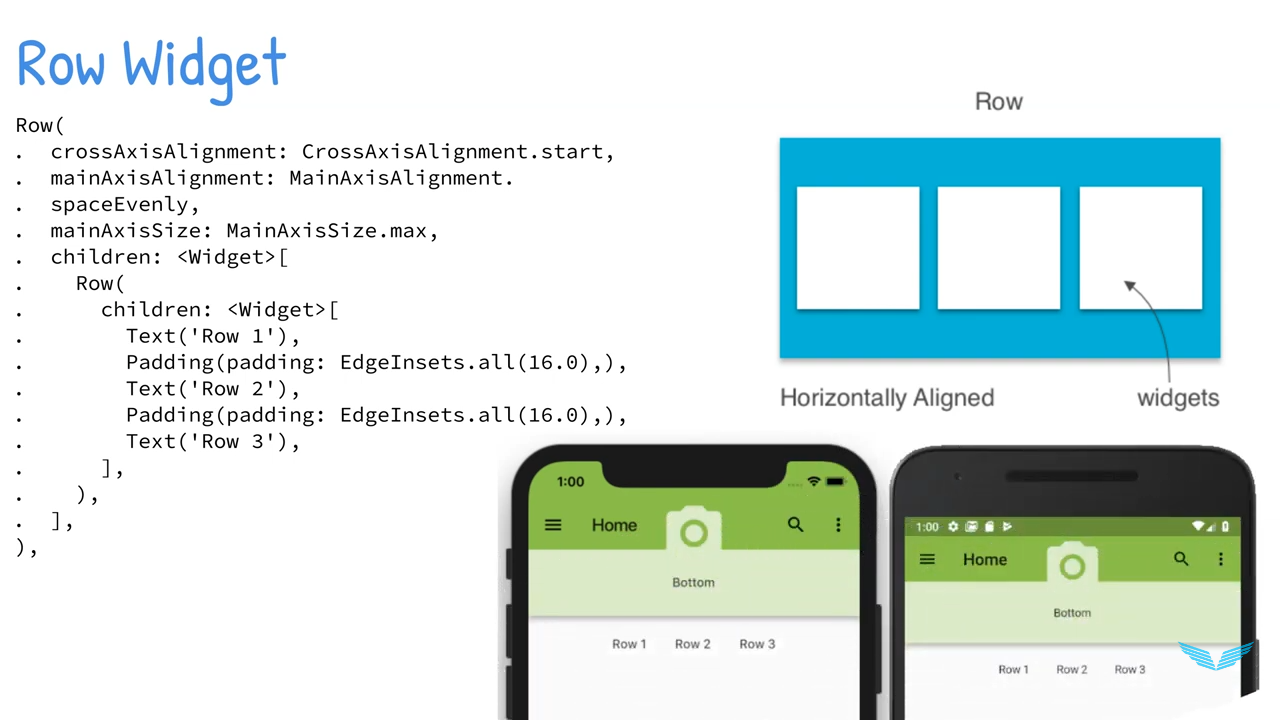 Row Widget
Row(
. crossAxisAlignment: CrossAxisAlignment.start,
. mainAxisAlignment: MainAxisAlignment.
. spaceEvenly,
. mainAxisSize: MainAxisSize.max,
. children: <Widget>[
. Row(
. children: <Widget>[
. Text('Row 1'),
. Padding(padding: EdgeInsets.all(16.0),),
. Text('Row 2'),
. Padding(padding: EdgeInsets.all(16.0),),
. Text('Row 3'),
. ],
. ),
. ],
),
Row
Horizontally Aligned
widgets
1:00
Home
Bottom
Row 1 Row 2 Row 3
1:00
Home
Bottom
Row 1 Row 2 Row 3